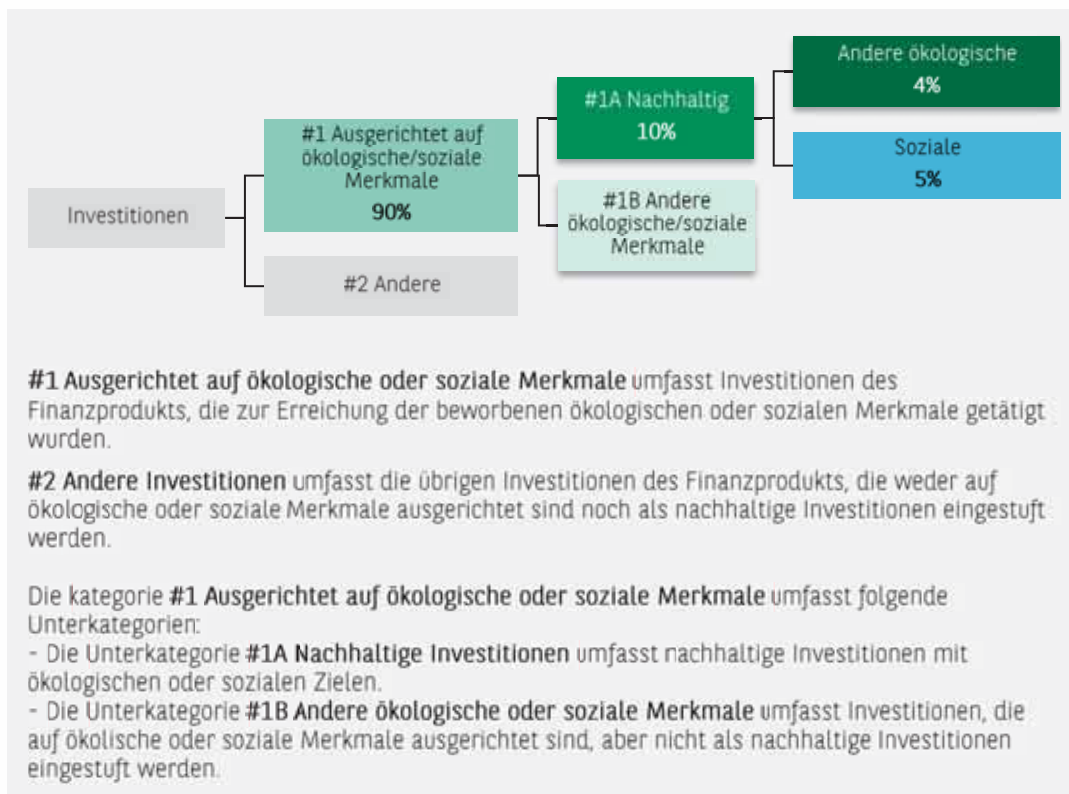 Andere ökologische
4%
#1A Nachhaltig
10%
#1 Ausgerichtet auf
ökologische/soziale
Merkmale
90%
Soziale
5%
Investitionen
#1B Andere
ökologische/soziale
Merkmale
#2 Andere
#1 Ausgerichtet auf ökologische oder soziale Merkmale umfasst Investitionen des
Finanzprodukts, die zur Erreichung der beworbenen ökologischen oder sozialen Merkmale getätigt
wurden.
#2 Andere Investitionen umfasst die übrigen Investitionen des Finanzprodukts, die weder auf
ökologische oder soziale Merkmale ausgerichtet sind noch als nachhaltige Investitionen eingestuft
werden.
Die kategorie #1 Ausgerichtet auf ökologische oder soziale Merkmale umfasst folgende
Unterkategorien:
- Die Unterkategorie #1A Nachhaltige Investitionen umfasst nachhaltige Investitionen mit
ökologischen oder sozialen Zielen.
- Die Unterkategorie #1B Andere ökologische oder soziale Merkmale umfasst Investitionen, die
auf ökolische oder soziale Merkmale ausgerichtet sind, aber nicht als nachhaltige Investitionen
eingestuft werden.